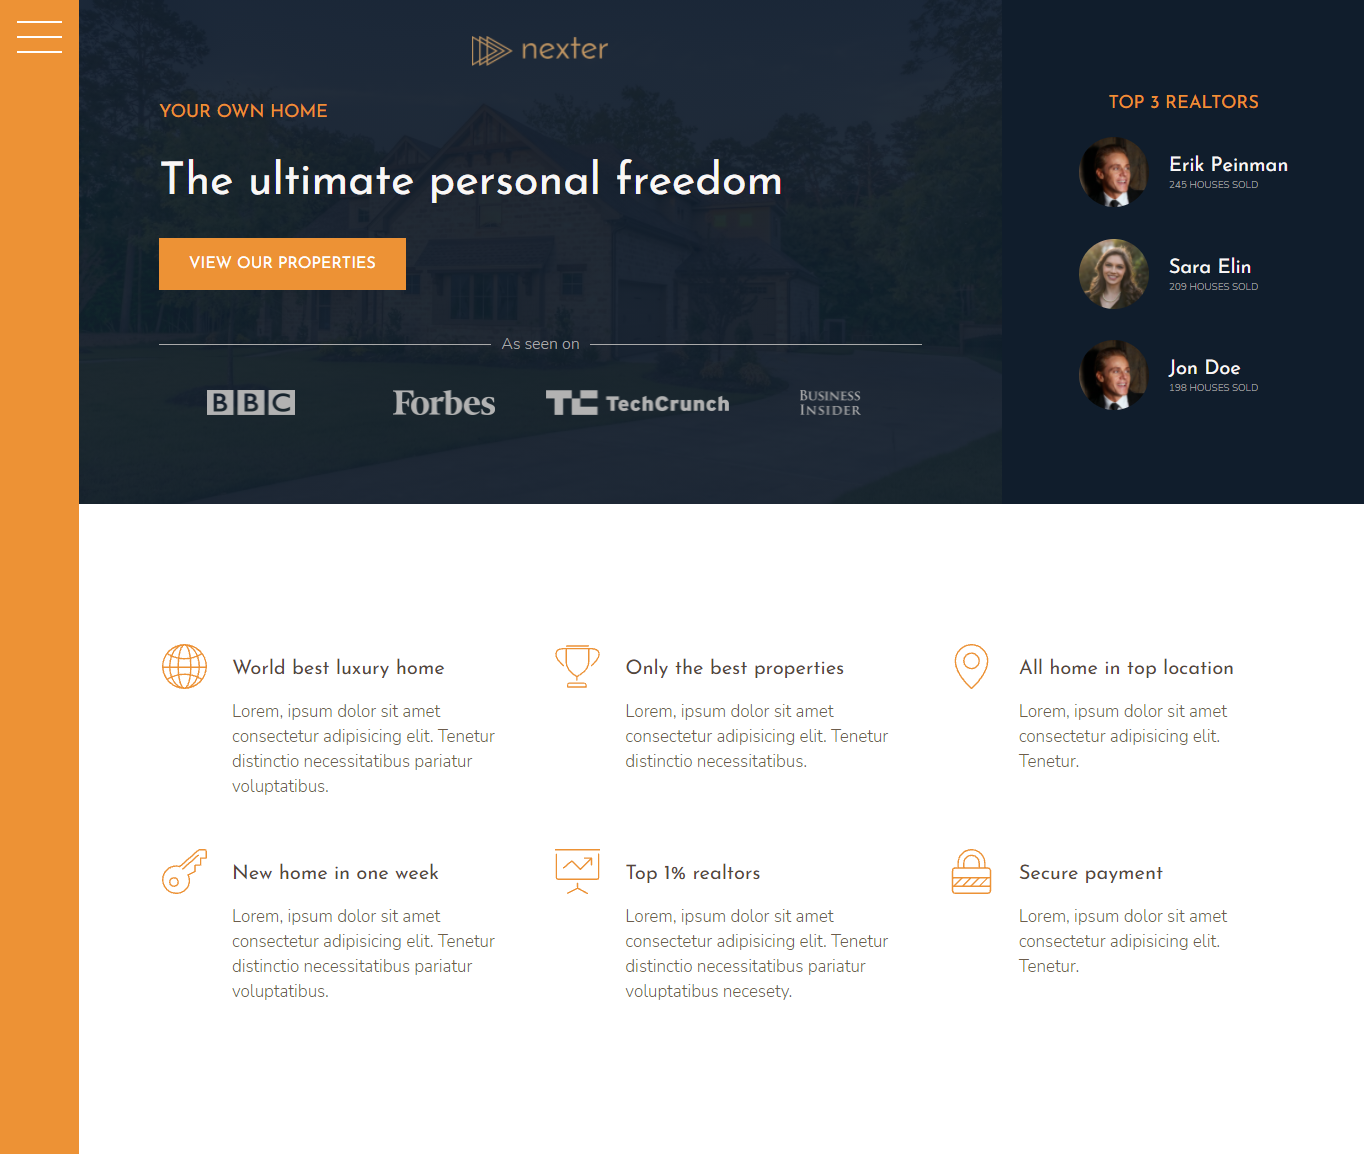 nexter
YOUR OWN HOME
The ultimate personal freedom
VIEW OUR PROPERTIES
As seen on
BBC
Forbes
TC TechCrunch
BUSINESS
INSIDER
TOP 3 REALTORS
Erik Peinman
245 HOUSES SOLD
Sara Elin
209 HOUSES SOLD
Jon Doe
198 HOUSES SOLD
World best luxury home
Lorem, ipsum dolor sit amet
consectetur adipisicing elit. Tenetur
distinctio necessitatibus pariatur
voluptatibus.
Only the best properties
Lorem, ipsum dolor sit amet
consectetur adipisicing elit. Tenetur
distinctio necessitatibus.
All home in top location
Lorem, ipsum dolor sit amet
consectetur adipisicing elit.
Tenetur.
New home in one week
Lorem, ipsum dolor sit amet
consectetur adipisicing elit. Tenetur
distinctio necessitatibus pariatur
voluptatibus.
Top 1% realtors
Lorem, ipsum dolor sit amet
consectetur adipisicing elit. Tenetur
distinctio necessitatibus pariatur
voluptatibus necesety.
Secure payment
Lorem, ipsum dolor sit amet
consectetur adipisicing elit.
Tenetur.